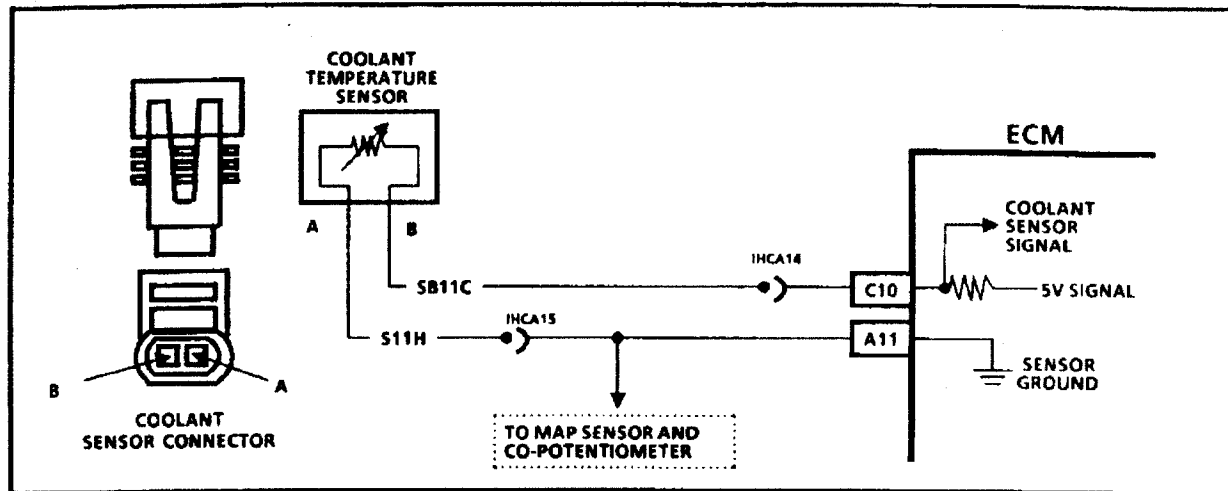 COOLANT
TEMPERATURE
SENSOR
ECM
A
B
COOLANT
SENSOR
SIGNAL
IHCA14
SB11C
C10
5V SIGNAL
IHCA15
S11H
A11
SENSOR
GROUND
B
A
COOLANT
SENSOR CONNECTOR
TO MAP SENSOR AND
CO-POTENTIOMETER